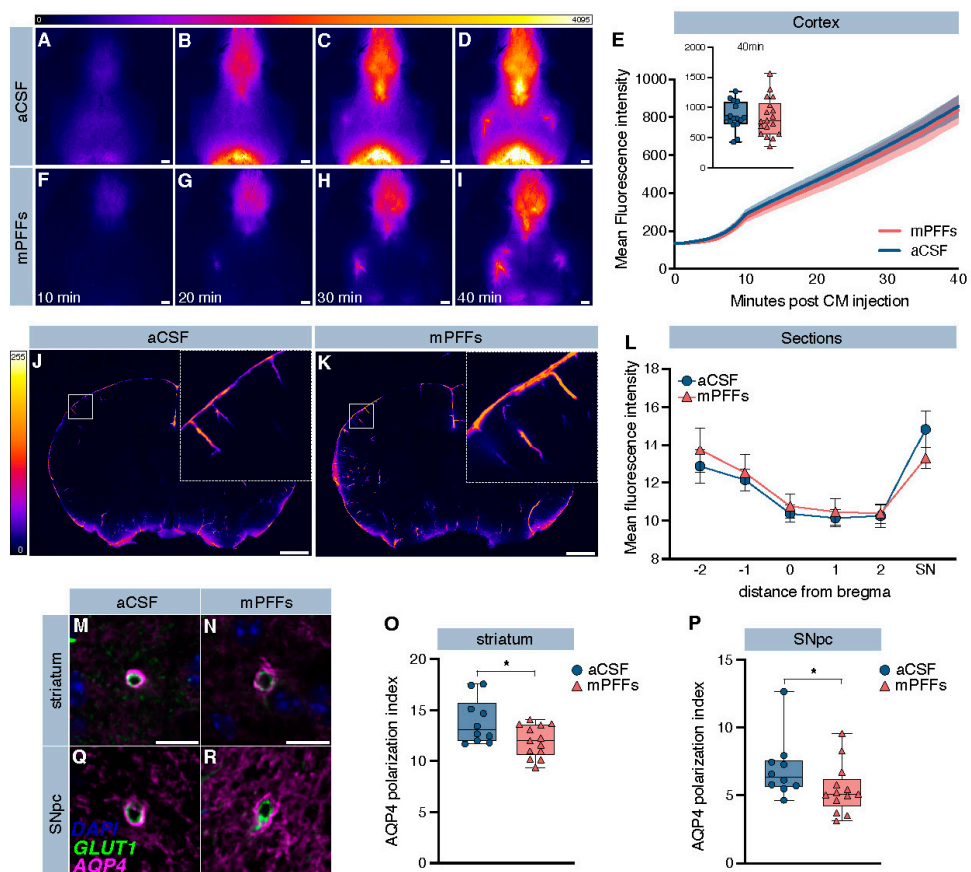 0
4095
aCSF
A
B
C
D
mPFFs
F
G
H
I
10 min
20 min
30 min
40 min
E
Cortex
40min
2000
1500
1000
500
0
Mean Fluorescence intensity
1000
800
600
400
200
0
mPFFs
aCSF
0
10
20
30
40
Minutes post CM injection
aCSF
mPFFs
255
0
J
K
L
Sections
Mean fluorescence intensity
18
16
14
12
10
8
aCSF
mPFFs
-2
-1
0
1
2
SN
distance from bregma
aCSF
mPFFs
striatum
M
N
SNpc
Q
R
DAPI
GLUT1
AQP4
O
striatum
AQP4 polarization index
20
15
10
5
0
*
aCSF
mPFFs
P
SNpc
AQP4 polarization index
15
10
5
0
*
aCSF
mPFFs